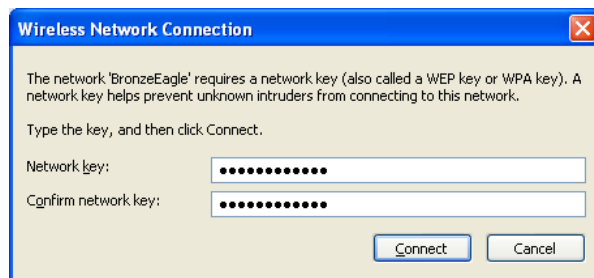 Wireless Network Connection
The network 'BronzeEagle' requires a network key (also called a WEP key or WPA key). A
network key helps prevent unknown intruders from connecting to this network.
Type the key, and then click Connect.
Network key: ●●●●●●●●●●●●
Confirm network key: ●●●●●●●●●●●●
Connect Cancel